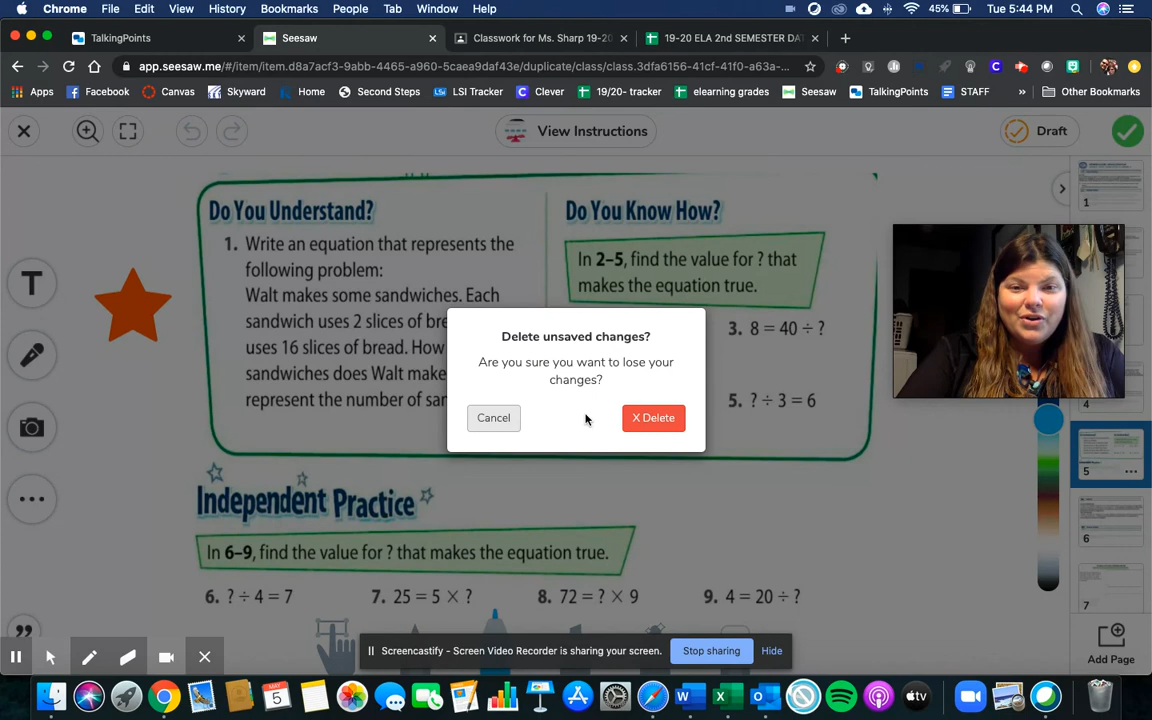 Chrome File Edit View History Bookmarks People Tab Window Help 45% Tue 5:44 PM
TalkingPoints × Seesaw × Classwork for Ms. Sharp 19-20 × 19-20 ELA 2nd SEMESTER DAT × +
app.seesaw.me/#/item/item.d8a7acf3-9abb-4465-a960-5caea9daf43e/duplicate/class/class.3dfa6156-41cf-41f0-a63a-...
Apps Facebook Canvas Skyward Home Second Steps LSI Tracker Clever 19/20- tracker elearning grades Seesaw TalkingPoints STAFF » Other Bookmarks
View Instructions
Draft
Do You Understand?
1. Write an equation that represents the
following problem:
Walt makes some sandwiches. Each
sandwich uses 2 slices of bre
uses 16 slices of bread. How
sandwiches does Walt make
represent the number of sar
Do You Know How?
In 2–5, find the value for ? that
makes the equation true.
3. 8 = 40 ÷ ?
5. ? ÷ 3 = 6
Delete unsaved changes?
Are you sure you want to lose your
changes?
Cancel
X Delete
Independent Practice
In 6–9, find the value for ? that makes the equation true.
6. ? ÷ 4 = 7
7. 25 = 5 × ?
8. 72 = ? × 9
9. 4 = 20 ÷ ?
T
1
4
5
6
7
Add Page
Screencastify - Screen Video Recorder is sharing your screen.
Stop sharing
Hide
MAY
5
tv